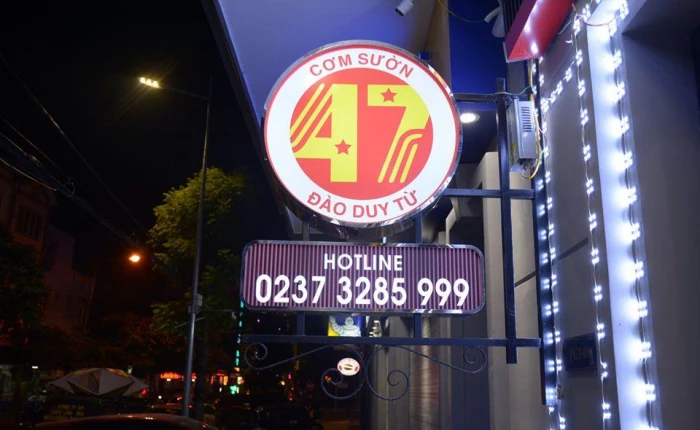 CƠM SƯỜN
47
ĐÀO DUY TỪ
HOTLINE
0237 3285 999